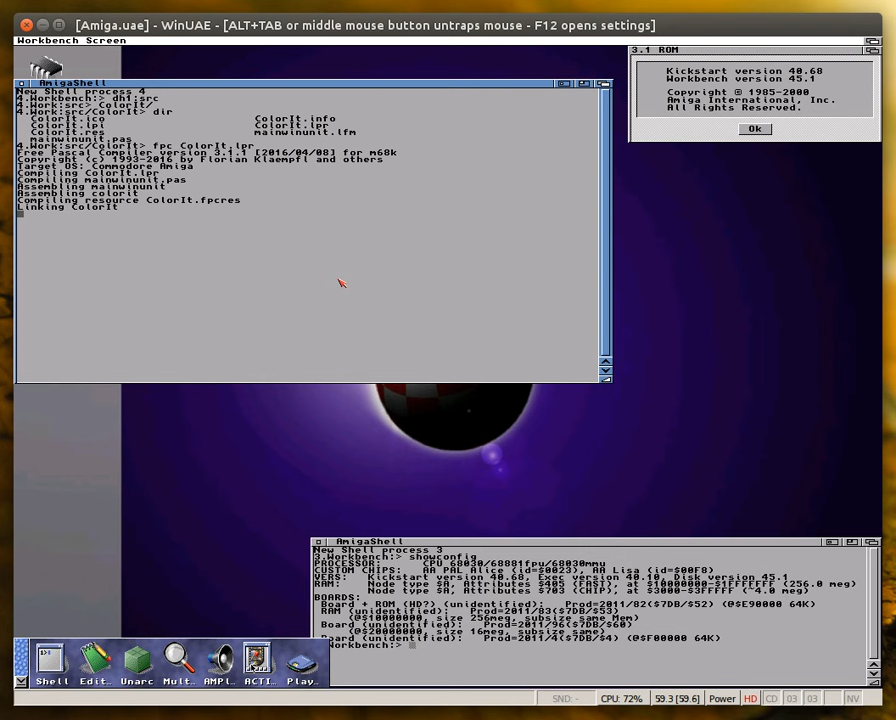 [Amiga.uae] - WinUAE - [ALT+TAB or middle mouse button untraps mouse - F12 opens settings]
Workbench Screen
3.1 ROM
Kickstart version 40.68
Workbench version 45.1
Copyright © 1985-2000
Amiga International, Inc.
All Rights Reserved.
Ok
AmigaShell
New Shell process 4
4.Workbench:> dh1:src
4.Work:src> ColorIt/
4.Work:src/ColorIt> dir
ColorIt.ico ColorIt.info
ColorIt.lpi ColorIt.lpr
ColorIt.res mainwinunit.lfm
mainwinunit.pas
4.Work:src/ColorIt> fpc ColorIt.lpr
Free Pascal Compiler version 3.1.1 [2016/04/08] for m68k
Copyright (c) 1993-2016 by Florian Klaempfl and others
Target OS: Commodore Amiga
Compiling ColorIt.lpr
Compiling mainwinunit.pas
Assembling mainwinunit
Assembling colorit
Compiling resource ColorIt.fpcres
Linking ColorIt
AmigaShell
New Shell process 3
3.Workbench:> showconfig
PROCESSOR: CPU 68030/68881fpu/68030mmu
CUSTOM CHIPS: AA PAL Alice (id=$0023), AA Lisa (id=$00F8)
VERS: Kickstart version 40.68, Exec version 40.10, Disk version 45.1
RAM: Node type $A, Attributes $405 (FAST), at $10000000-$1FFFFFFF (256.0 meg)
Node type $A, Attributes $703 (CHIP), at $3000-$3FFFFF (~4.0 meg)
BOARDS:
Board + ROM (HD?) (unidentified): Prod=2011/82($7DB/$52) (@$E90000 64K)
RAM (unidentified): Prod=2011/83($7DB/$53)
(@$10000000, size 256meg, subsize same Mem)
Board (unidentified): Prod=2011/96($7DB/$60)
(@$20000000, size 16meg, subsize same)
Board (unidentified): Prod=2011/4($7DB/$4) (@$F00000 64K)
Workbench:>
Shell Edit.. Unarc Mult.. AMPL.. ACTI.. Play..
SND: - CPU: 72% 59.3 [59.6] Power HD CD 03 03 NV